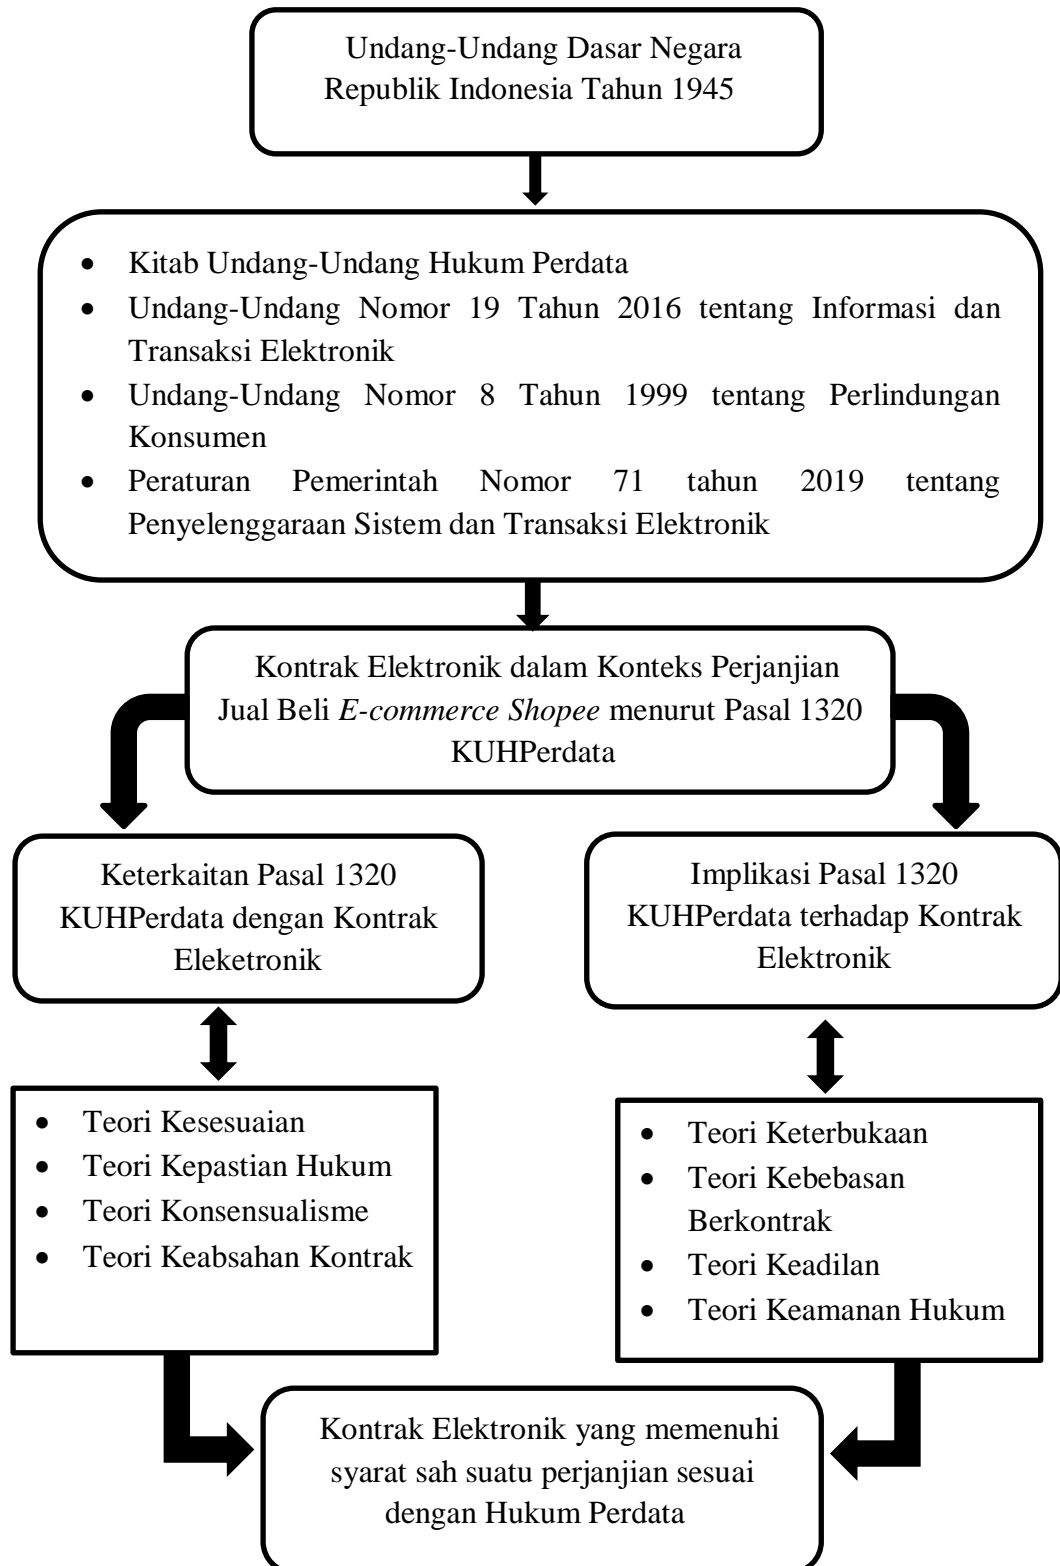 Undang-Undang Dasar Negara
Republik Indonesia Tahun 1945
• Kitab Undang-Undang Hukum Perdata
• Undang-Undang Nomor 19 Tahun 2016 tentang Informasi dan
Transaksi Elektronik
• Undang-Undang Nomor 8 Tahun 1999 tentang Perlindungan
Konsumen
• Peraturan Pemerintah Nomor 71 tahun 2019 tentang
Penyelenggaraan Sistem dan Transaksi Elektronik
Kontrak Elektronik dalam Konteks Perjanjian
Jual Beli E-commerce Shopee menurut Pasal 1320
KUHPerdata
Keterkaitan Pasal 1320
KUHPerdata dengan Kontrak
Eleketronik
Implikasi Pasal 1320
KUHPerdata terhadap Kontrak
Elektronik
• Teori Kesesuaian
• Teori Kepastian Hukum
• Teori Konsensualisme
• Teori Keabsahan Kontrak
• Teori Keterbukaan
• Teori Kebebasan
Berkontrak
• Teori Keadilan
• Teori Keamanan Hukum
Kontrak Elektronik yang memenuhi
syarat sah suatu perjanjian sesuai
dengan Hukum Perdata